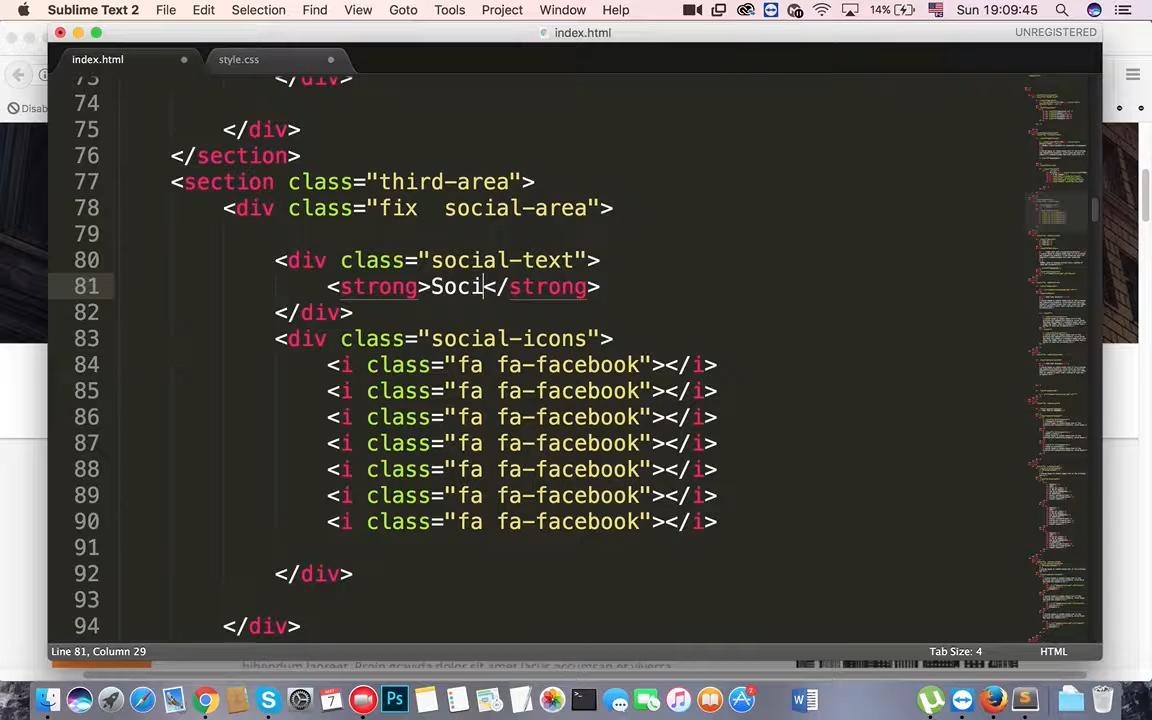 Sublime Text 2 File Edit Selection Find View Goto Tools Project Window Help 14% Sun 19:09:45
index.html UNREGISTERED
index.html style.css
Disab
73 </div>
74
75 </div>
76 </section>
77 <section class="third-area">
78 <div class="fix  social-area">
79
80 <div class="social-text">
81 <strong>Soci</strong>
82 </div>
83 <div class="social-icons">
84 <i class="fa fa-facebook"></i>
85 <i class="fa fa-facebook"></i>
86 <i class="fa fa-facebook"></i>
87 <i class="fa fa-facebook"></i>
88 <i class="fa fa-facebook"></i>
89 <i class="fa fa-facebook"></i>
90 <i class="fa fa-facebook"></i>
91
92 </div>
93
94 </div>
Line 81, Column 29 Tab Size: 4 HTML